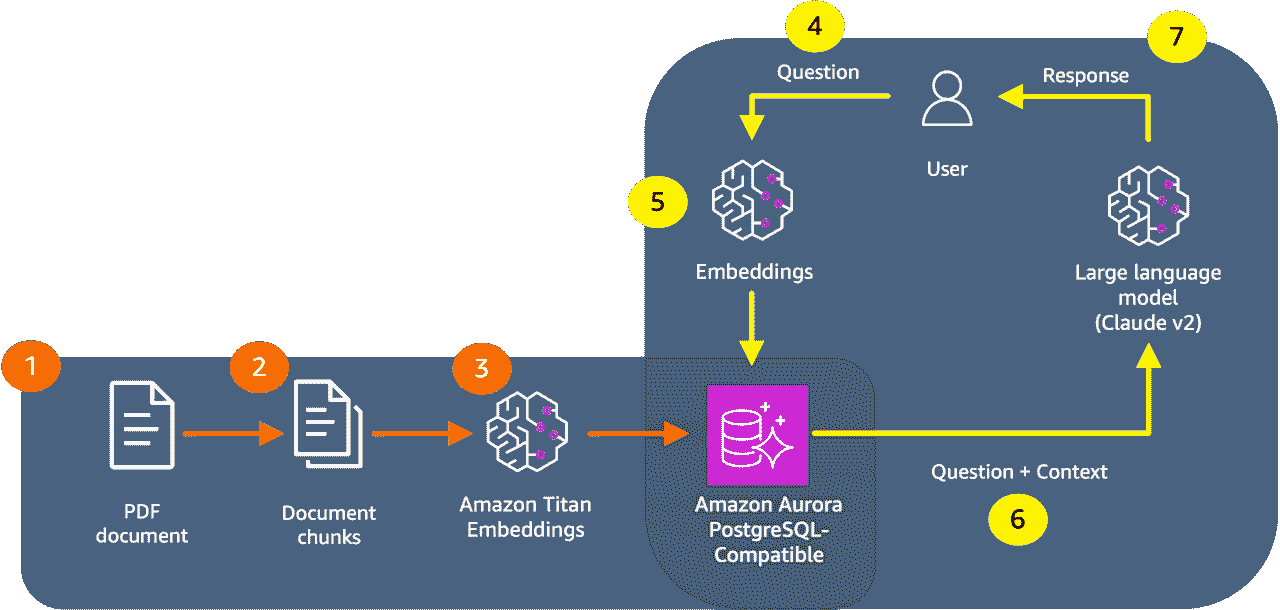 4
7
Question
Response
User
5
Embeddings
Large language
model
(Claude v2)
1
2
3
PDF
document
Document
chunks
Amazon Titan
Embeddings
Amazon Aurora
PostgreSQL-
Compatible
Question + Context
6